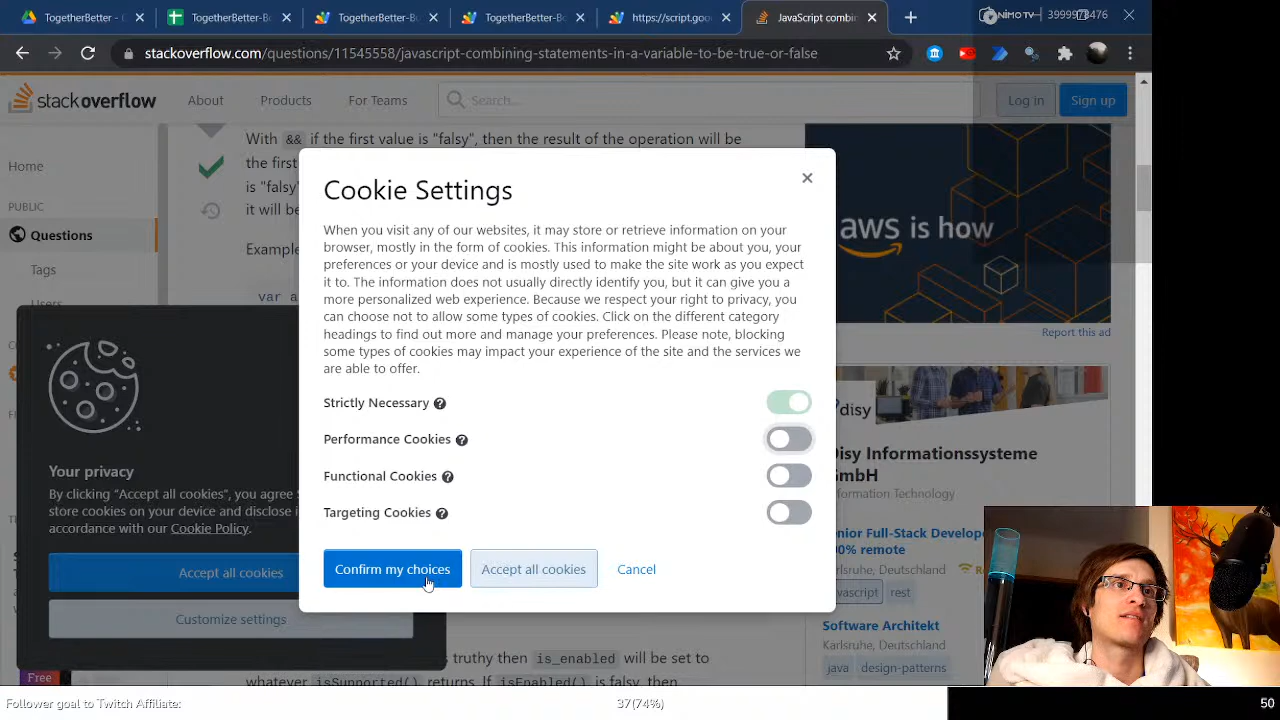 TogetherBetter-Bo
TogetherBetter-Bo
TogetherBetter-Bo
TogetherBetter-Bo
https://script.goo
JavaScript combin
NIMO TV
3999978476
stackoverflow.com/questions/11545558/javascript-combining-statements-in-a-variable-to-be-true-or-false
stackoverflow
About
Products
For Teams
Search...
Log in
Sign up
Home
PUBLIC
Questions
Tags
Users
With && if the first value is "falsy", then the result of the operation will be
the first
is "falsy"
it will be
Example
var a
Cookie Settings
When you visit any of our websites, it may store or retrieve information on your
browser, mostly in the form of cookies. This information might be about you, your
preferences or your device and is mostly used to make the site work as you expect
it to. The information does not usually directly identify you, but it can give you a
more personalized web experience. Because we respect your right to privacy, you
can choose not to allow some types of cookies. Click on the different category
headings to find out more and manage your preferences. Please note, blocking
some types of cookies may impact your experience of the site and the services we
are able to offer.
Strictly Necessary
Performance Cookies
Functional Cookies
Targeting Cookies
Confirm my choices
Accept all cookies
Cancel
Your privacy
By clicking "Accept all cookies", you agree
store cookies on your device and disclose i
accordance with our Cookie Policy.
Accept all cookies
Customize settings
Free
s truthy then is_enabled will be set to
whatever isSupported() returns. If isEnabled() is falsy, then
aws is how
Report this ad
disy
Disy Informationssysteme
GmbH
nformation Technology
enior Full-Stack Develope
00% remote
Karlsruhe, Deutschland
Re
vascript
rest
Software Architekt
Karlsruhe, Deutschland
java
design-patterns
Follower goal to Twitch Affiliate:
37(74%)
50